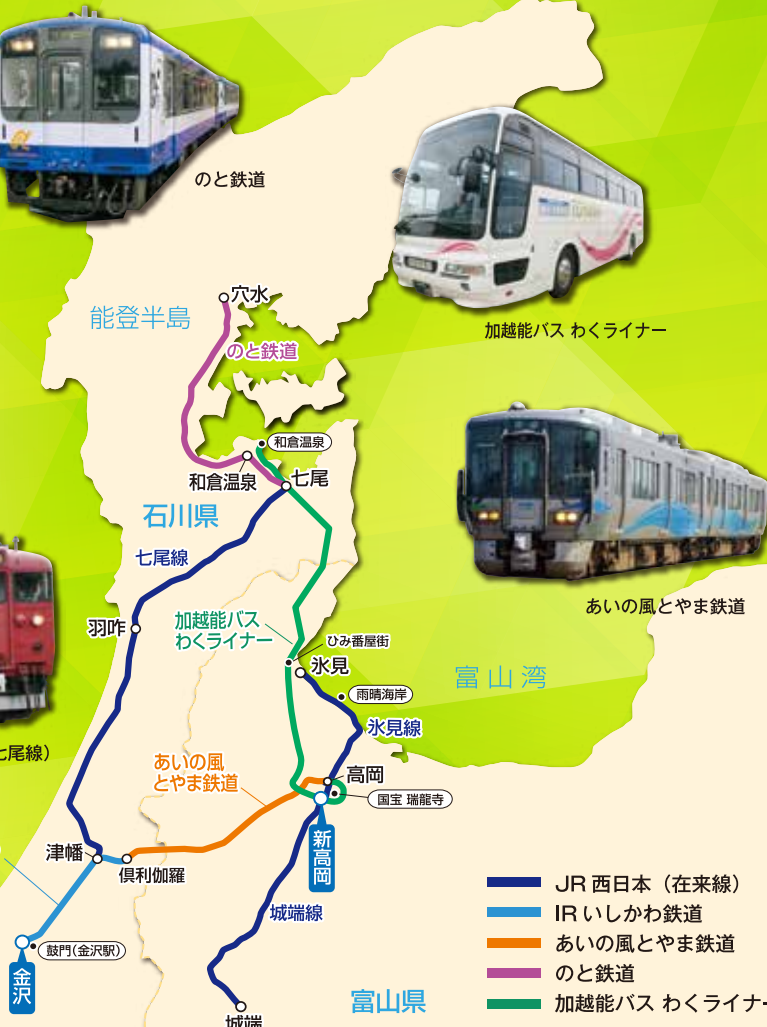 のと鉄道
加越能バス わくライナー
穴水
能登半島
のと鉄道
和倉温泉
和倉温泉
七尾
石川県
七尾線
あいの風とやま鉄道
羽咋
加越能バス
わくライナー
ひみ番屋街
氷見
富山湾
雨晴海岸
氷見線
七尾線）
あいの風
とやま鉄道
高岡
国宝 瑞龍寺
新高岡
津幡
倶利伽羅
城端線
鼓門(金沢駅)
金沢
城端
富山県
JR西日本（在来線）
IRいしかわ鉄道
あいの風とやま鉄道
のと鉄道
加越能バス わくライナー